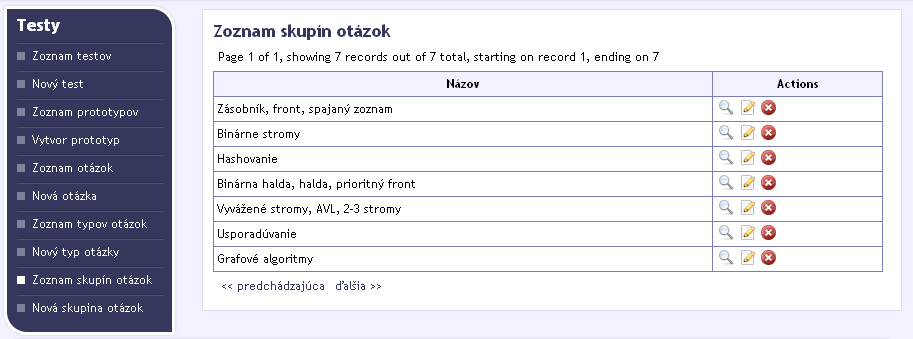 Testy
Zoznam testov
Nový test
Zoznam prototypov
Vytvor prototyp
Zoznam otázok
Nová otázka
Zoznam typov otázok
Nový typ otázky
Zoznam skupín otázok
Nová skupina otázok
Zoznam skupín otázok
Page 1 of 1, showing 7 records out of 7 total, starting on record 1, ending on 7
Názov Actions
Zásobník, front, spajaný zoznam
Binárne stromy
Hashovanie
Binárna halda, halda, prioritný front
Vyvážené stromy, AVL, 2-3 stromy
Usporadúvanie
Grafové algoritmy
<< predchádzajúca ďalšia >>